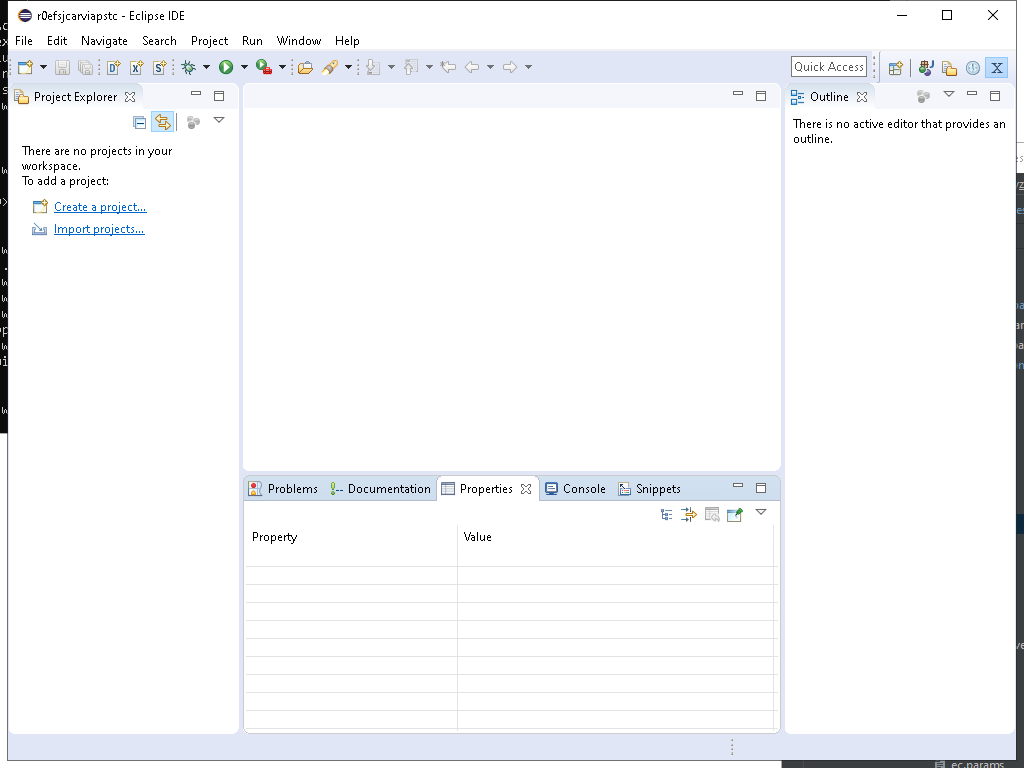 r0efsjcarviapstc - Eclipse IDE
File Edit Navigate Search Project Run Window Help
Quick Access
Project Explorer
There are no projects in your
workspace.
To add a project:
Create a project...
Import projects...
Outline
There is no active editor that provides an
outline.
Problems Documentation Properties Console Snippets
Property Value
ec.params